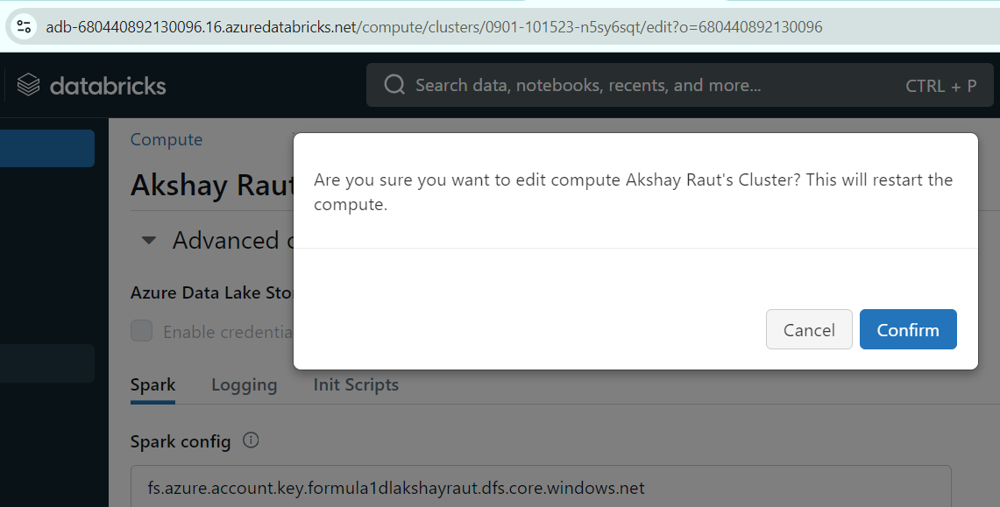 adb-680440892130096.16.azuredatabricks.net/compute/clusters/0901-101523-n5sy6sqt/edit?o=680440892130096
databricks
Search data, notebooks, recents, and more... CTRL + P
Compute
Akshay Raut
Are you sure you want to edit compute Akshay Raut's Cluster? This will restart the
compute.
Advanced
Azure Data Lake Sto
Enable credentia
Cancel Confirm
Spark Logging Init Scripts
Spark config
fs.azure.account.key.formula1dlakshayraut.dfs.core.windows.net